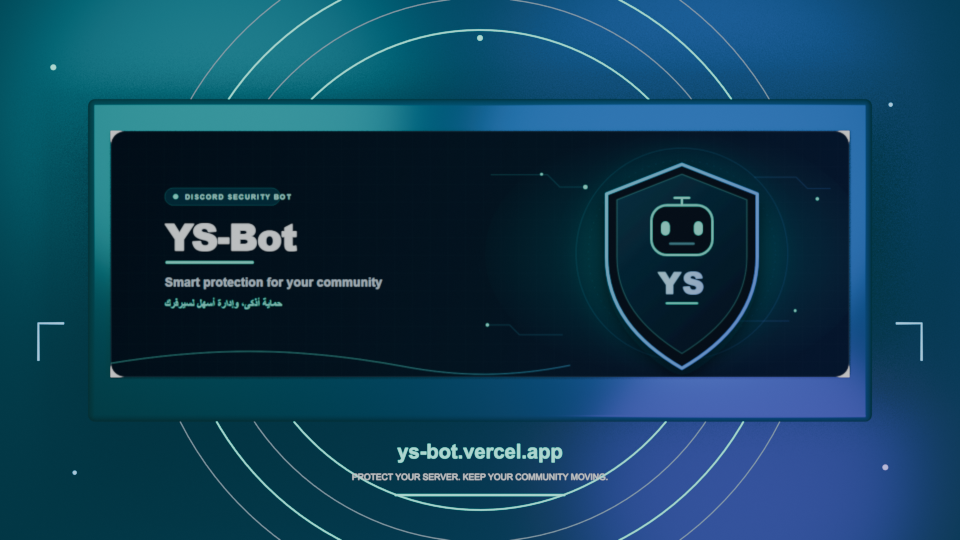 DISCORD SECURITY BOT
YS-Bot
Smart protection for your community
حماية أذكى، وإدارة أسهل لسيرفرك
YS
ys-bot.vercel.app
PROTECT YOUR SERVER. KEEP YOUR COMMUNITY MOVING.